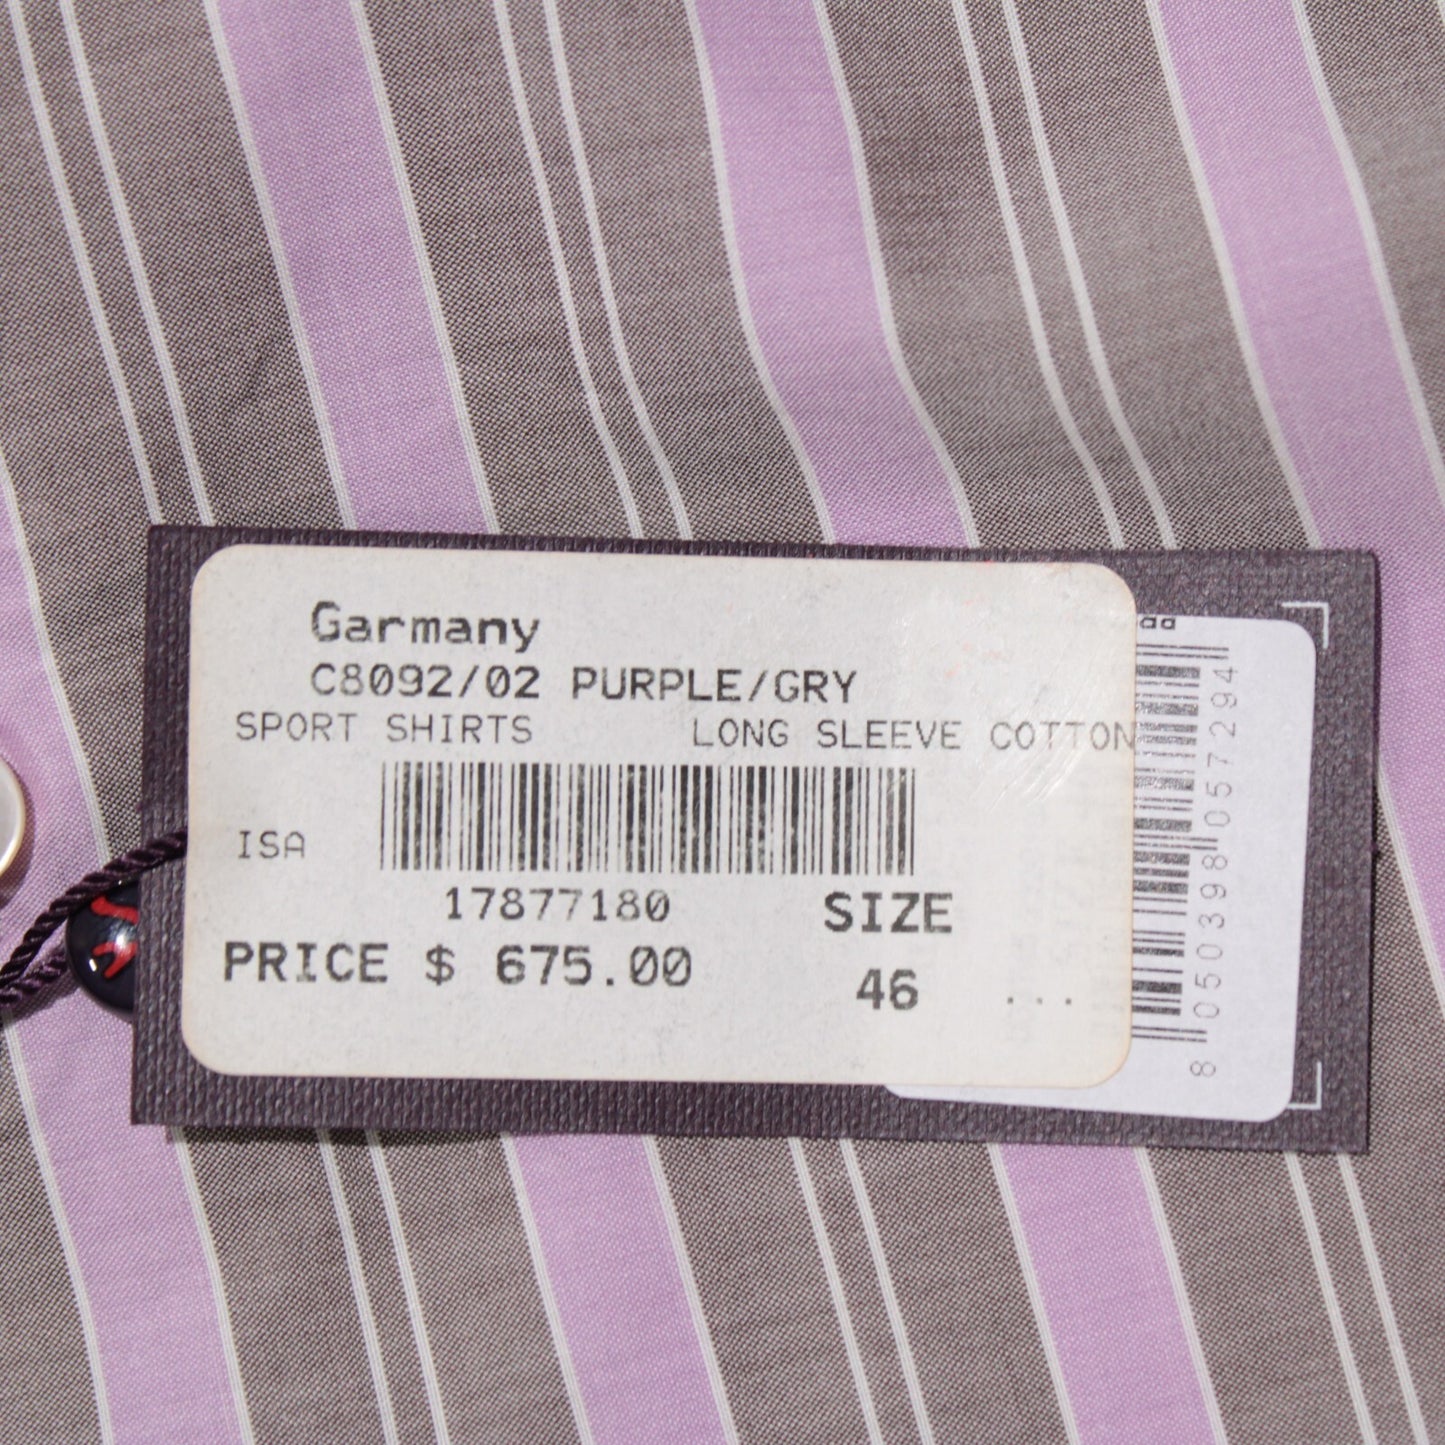 Garmany
C8092/02 PURPLE/GRY
SPORT SHIRTS LONG SLEEVE COTTON
ISA
17877180
SIZE
PRICE $ 675.00
46
...
8050398057294